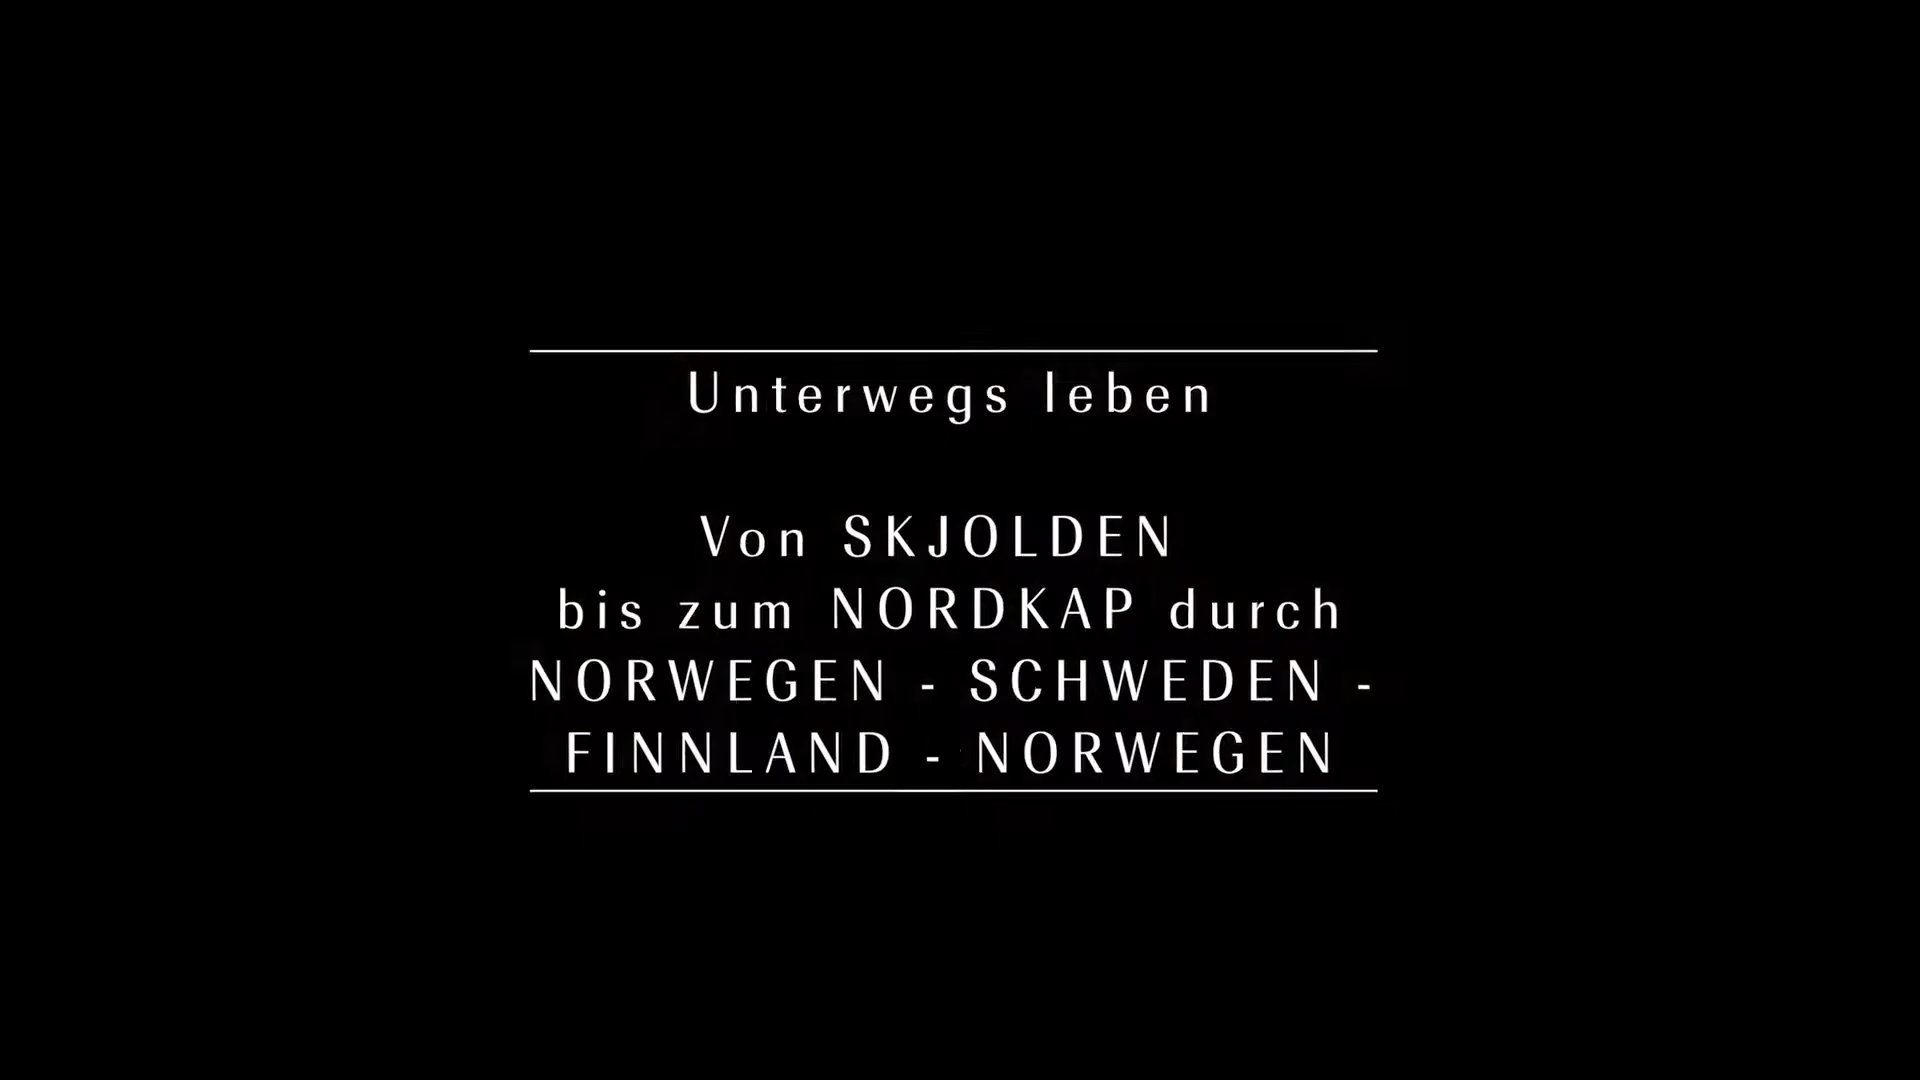 Unterwegs leben
Von SKJOLDEN
bis zum NORDKAP durch
NORWEGEN - SCHWEDEN -
FINNLAND - NORWEGEN